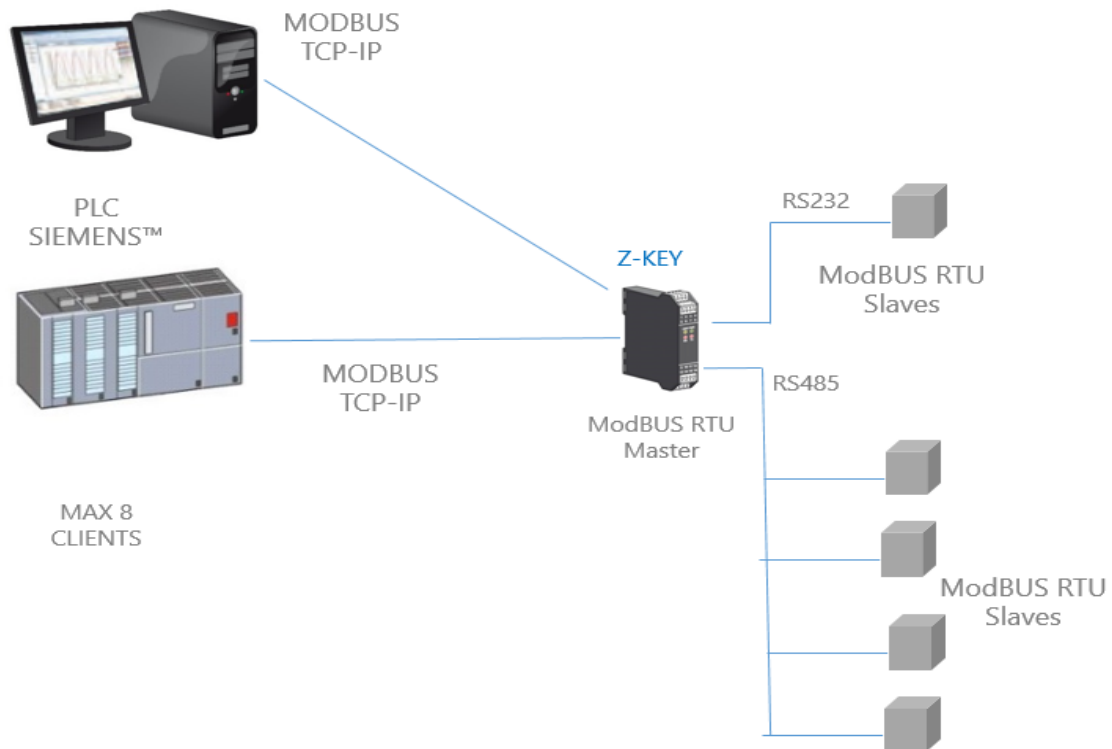 MODBUS
TCP-IP
PLC
SIEMENS™
MODBUS
TCP-IP
MAX 8
CLIENTS
Z-KEY
ModBUS RTU
Master
RS232
ModBUS RTU
Slaves
RS485
ModBUS RTU
Slaves